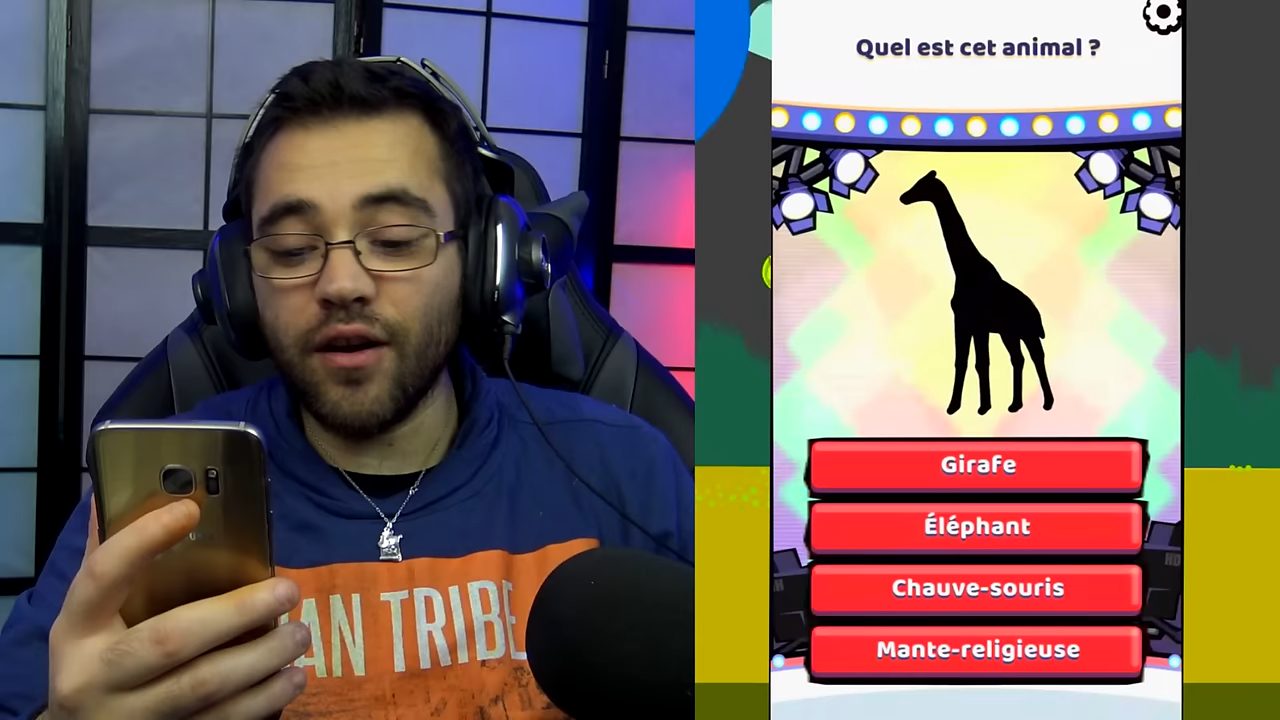 Quel est cet animal ?
Girafe
Éléphant
Chauve-souris
Mante-religieuse
AN TRIBE